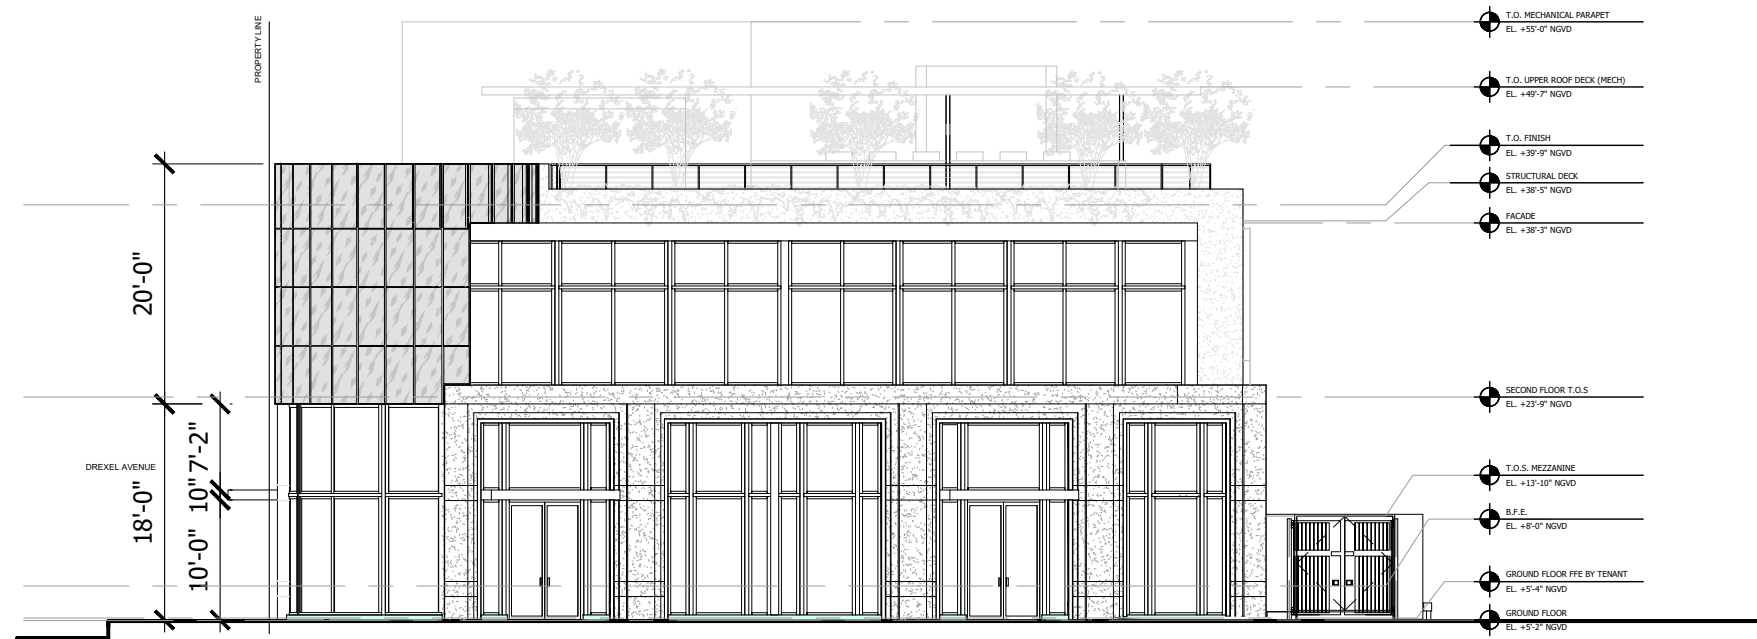 PROPERTY LINE
T.O. MECHANICAL PARAPET
EL. +55'-0" NGVD
T.O. UPPER ROOF DECK (MECH)
EL. +49'-7" NGVD
T.O. FINISH
EL. +39'-9" NGVD
STRUCTURAL DECK
EL. +38'-5" NGVD
FACADE
EL. +38'-3" NGVD
20'-0"
SECOND FLOOR T.O.S
EL. +23'-9" NGVD
DREXEL AVENUE
18'-0"
7'-2"
10"
10'-0"
T.O.S. MEZZANINE
EL. +13'-10" NGVD
B.F.E.
EL. +8'-0" NGVD
GROUND FLOOR FFE BY TENANT
EL. +5'-4" NGVD
GROUND FLOOR
EL. +5'-2" NGVD